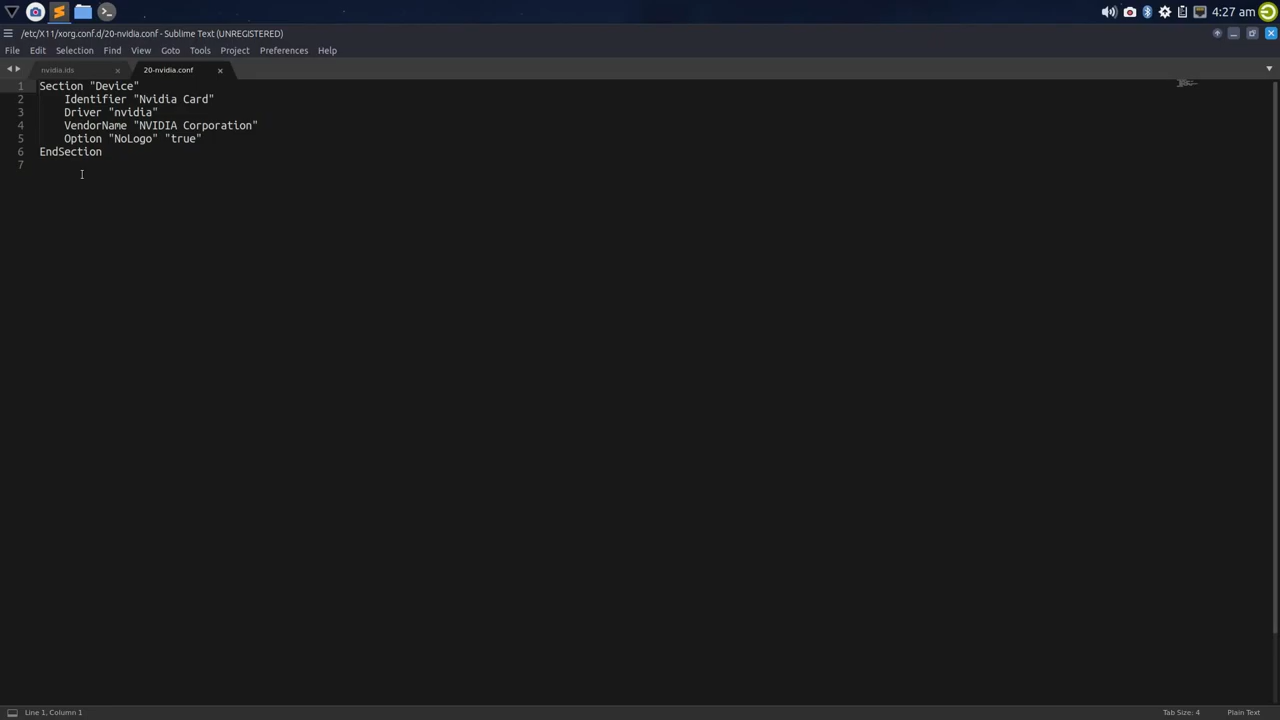 4:27 am
/etc/X11/xorg.conf.d/20-nvidia.conf - Sublime Text (UNREGISTERED)
File Edit Selection Find View Goto Tools Project Preferences Help
nvidia.ids 20-nvidia.conf
1 Section "Device"
2 Identifier "Nvidia Card"
3 Driver "nvidia"
4 VendorName "NVIDIA Corporation"
5 Option "NoLogo" "true"
6 EndSection
7
Line 1, Column 1 Tab Size: 4 Plain Text